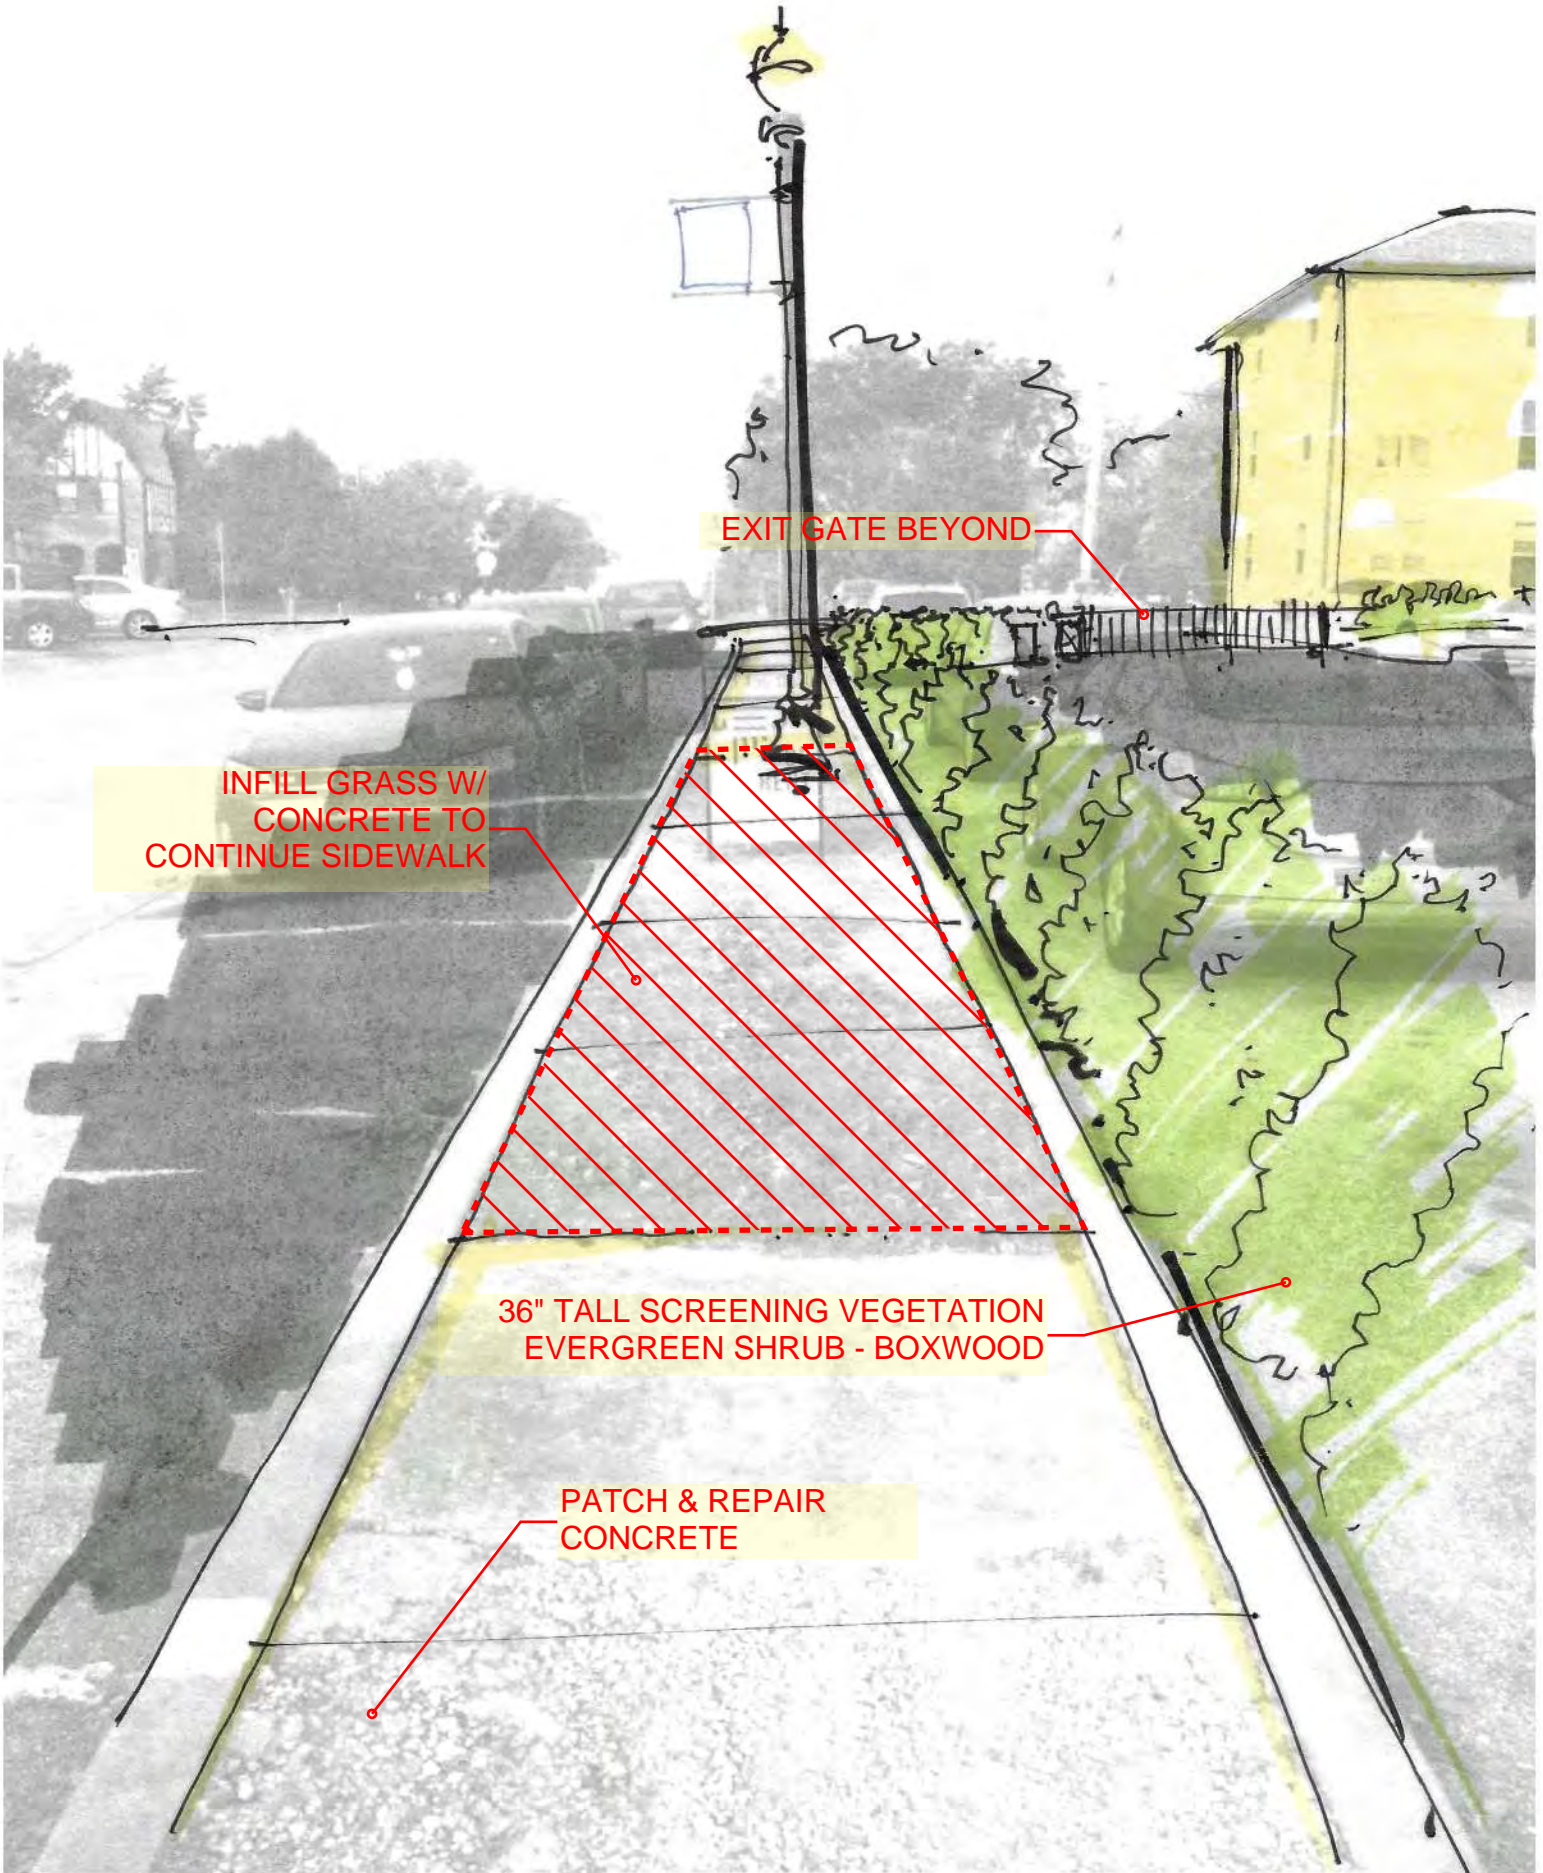 EXIT GATE BEYOND
INFILL GRASS W/
CONCRETE TO
CONTINUE SIDEWALK
36" TALL SCREENING VEGETATION
EVERGREEN SHRUB - BOXWOOD
PATCH & REPAIR
CONCRETE